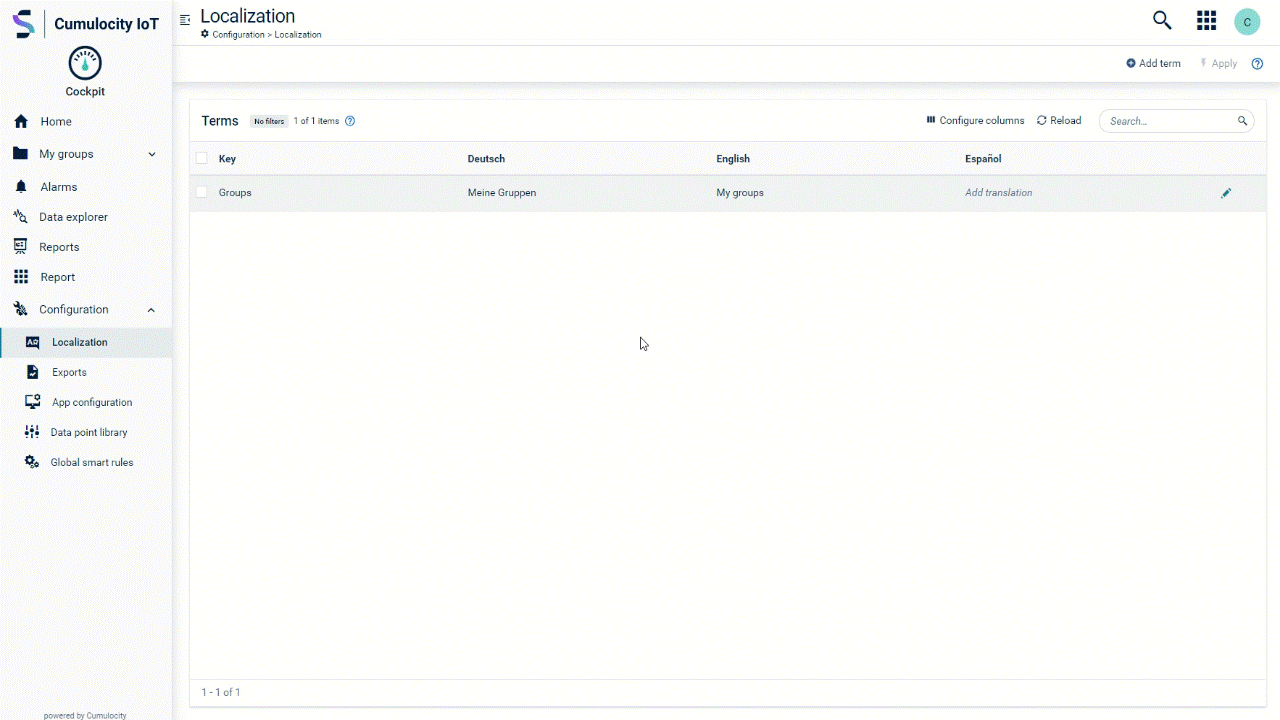 Cumulocity IoT
Cockpit
Home
My groups
Alarms
Data explorer
Reports
Report
Configuration
Localization
Exports
App configuration
Data point library
Global smart rules
powered by Cumulocity
Localization
Configuration > Localization
C
Add term
Apply
Terms No filters 1 of 1 items Configure columns Reload Search...
Key Deutsch English Español
Groups Meine Gruppen My groups Add translation
1 - 1 of 1